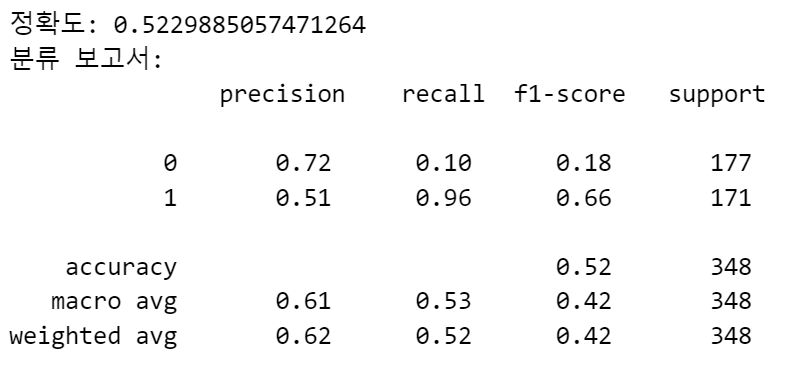 정확도: 0.5229885057471264
분류 보고서:
precision recall f1-score support
0 0.72 0.10 0.18 177
1 0.51 0.96 0.66 171
accuracy 0.52 348
macro avg 0.61 0.53 0.42 348
weighted avg 0.62 0.52 0.42 348